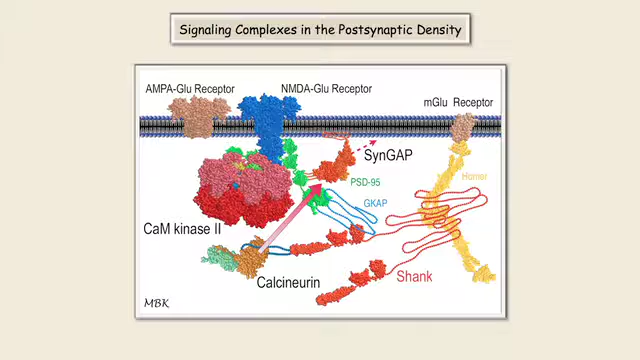 Signaling Complexes in the Postsynaptic Density
AMPA-Glu Receptor
NMDA-Glu Receptor
mGlu Receptor
SynGAP
PSD-95
Homer
GKAP
CaM kinase II
Calcineurin
Shank
MBK